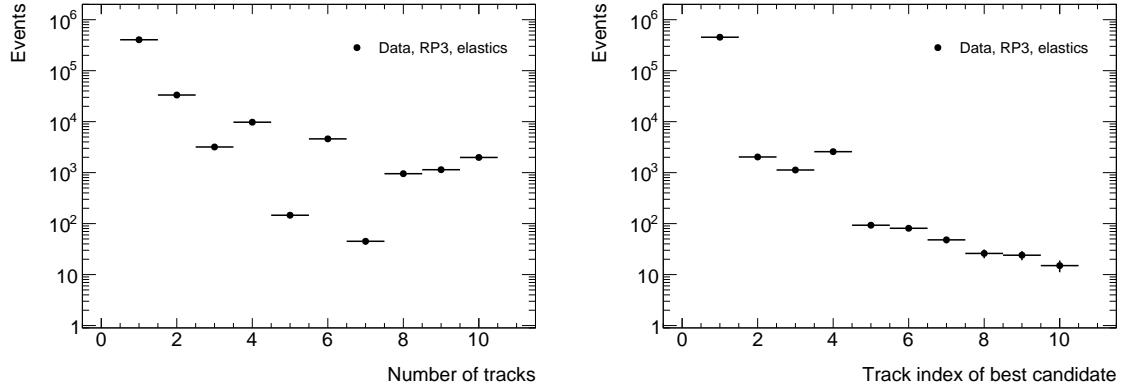 Events
10^6
10^5
10^4
10^3
10^2
10
1
Data, RP3, elastics
0 2 4 6 8 10
Number of tracks
Events
10^6
10^5
10^4
10^3
10^2
10
1
Data, RP3, elastics
0 2 4 6 8 10
Track index of best candidate